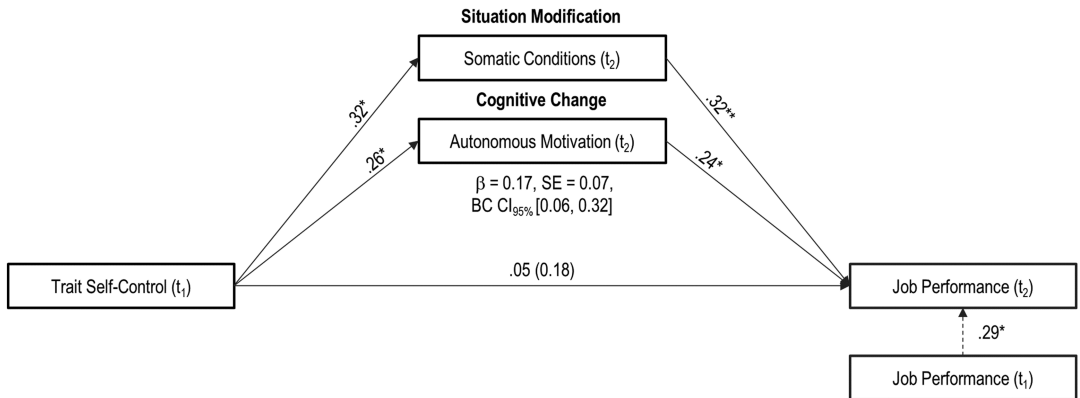 Situation Modification
Somatic Conditions (t₂)
.32*
.32**
Cognitive Change
Autonomous Motivation (t₂)
.26*
.24*
β = 0.17, SE = 0.07,
BC CI₉₅% [0.06, 0.32]
.05 (0.18)
Trait Self-Control (t₁)
Job Performance (t₂)
.29*
Job Performance (t₁)